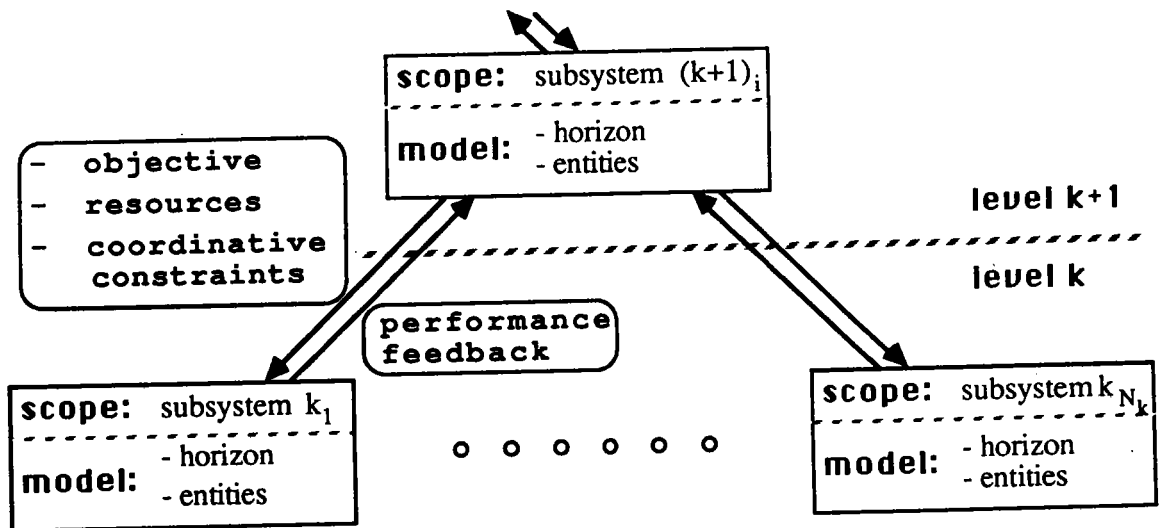 scope: subsystem (k+1)i
model: - horizon
- entities
- objective
- resources
- coordinative
constraints
level k+1
level k
performance
feedback
scope: subsystem k1
model: - horizon
- entities
scope: subsystem kNk
model: - horizon
- entities